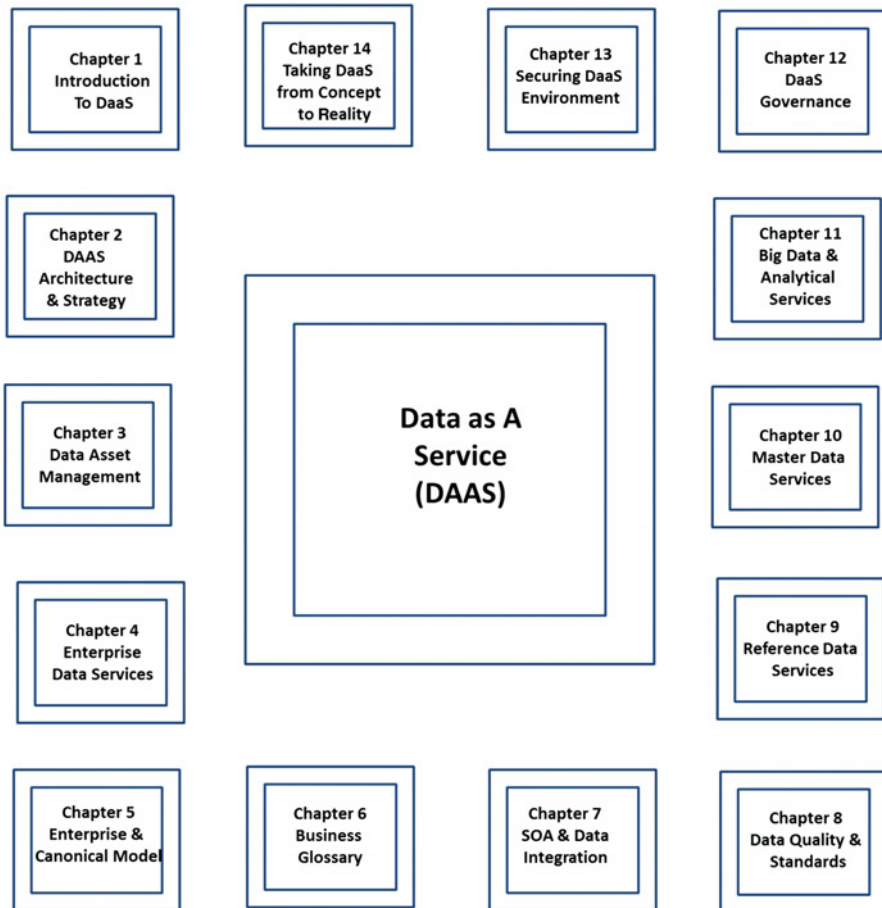 Chapter 1
Introduction
To DaaS
Chapter 14
Taking DaaS
from Concept
to Reality
Chapter 13
Securing DaaS
Environment
Chapter 12
DaaS
Governance
Chapter 2
DAAS
Architecture
& Strategy
Chapter 11
Big Data &
Analytical
Services
Data as A
Service
(DAAS)
Chapter 3
Data Asset
Management
Chapter 10
Master Data
Services
Chapter 4
Enterprise
Data Services
Chapter 9
Reference Data
Services
Chapter 5
Enterprise &
Canonical Model
Chapter 6
Business
Glossary
Chapter 7
SOA & Data
Integration
Chapter 8
Data Quality &
Standards